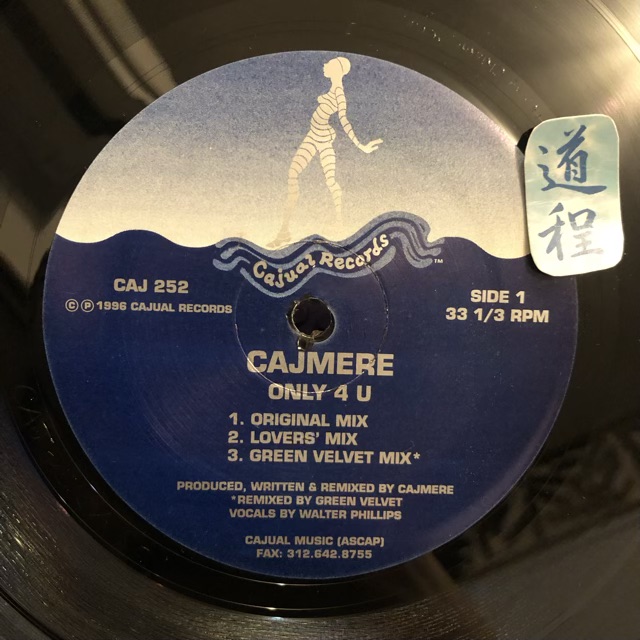 道程
Cajual Records™
CAJ 252
© ℗ 1996 CAJUAL RECORDS
SIDE 1
33 1/3 RPM
CAJMERE
ONLY 4 U
1. ORIGINAL MIX
2. LOVERS' MIX
3. GREEN VELVET MIX*
PRODUCED, WRITTEN & REMIXED BY CAJMERE
*REMIXED BY GREEN VELVET
VOCALS BY WALTER PHILLIPS
CAJUAL MUSIC (ASCAP)
FAX: 312.642.8755